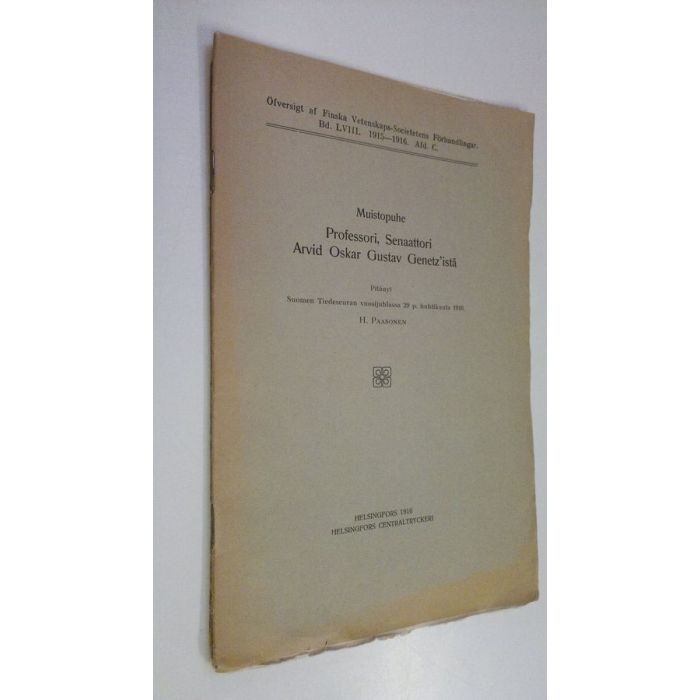 Öfversigt af Finska Vetenskaps-Societetens Förhandlingar.
Bd. LVIII. 1915—1916. Afd. C.
Muistopuhe
Professori, Senaattori
Arvid Oskar Gustav Genetz'istä
Pitänyt
Suomen Tiedeseuran vuosijuhlassa 29 p. huhtikuuta 1916.
H. Paasonen
HELSINGFORS 1916
HELSINGFORS CENTRALTRYCKERI